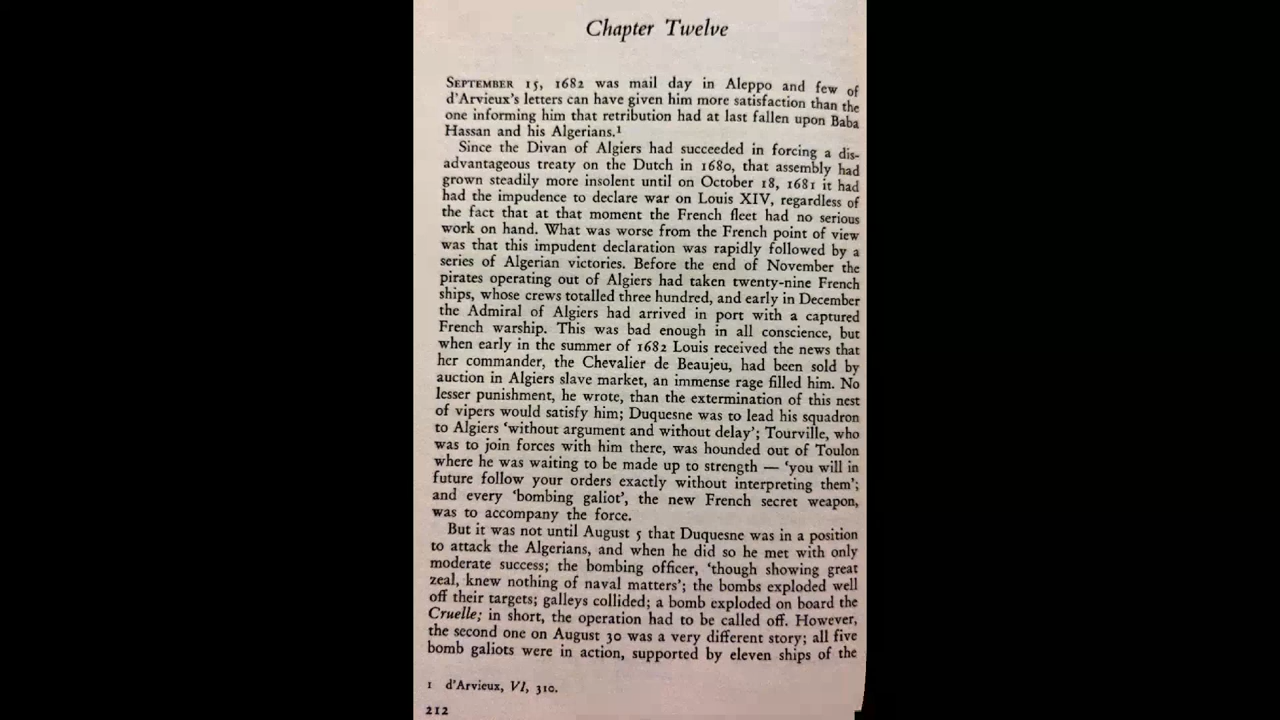 Chapter Twelve
SEPTEMBER 15, 1682 was mail day in Aleppo and few of
d'Arvieux's letters can have given him more satisfaction than the
one informing him that retribution had at last fallen upon Baba
Hassan and his Algerians.¹
Since the Divan of Algiers had succeeded in forcing a dis-
advantageous treaty on the Dutch in 1680, that assembly had
grown steadily more insolent until on October 18, 1681 it had
had the impudence to declare war on Louis XIV, regardless of
the fact that at that moment the French fleet had no serious
work on hand. What was worse from the French point of view
was that this impudent declaration was rapidly followed by a
series of Algerian victories. Before the end of November the
pirates operating out of Algiers had taken twenty-nine French
ships, whose crews totalled three hundred, and early in December
the Admiral of Algiers had arrived in port with a captured
French warship. This was bad enough in all conscience, but
when early in the summer of 1682 Louis received the news that
her commander, the Chevalier de Beaujeu, had been sold by
auction in Algiers slave market, an immense rage filled him. No
lesser punishment, he wrote, than the extermination of this nest
of vipers would satisfy him; Duquesne was to lead his squadron
to Algiers 'without argument and without delay'; Tourville, who
was to join forces with him there, was hounded out of Toulon
where he was waiting to be made up to strength — 'you will in
future follow your orders exactly without interpreting them';
and every 'bombing galiot', the new French secret weapon,
was to accompany the force.
But it was not until August 5 that Duquesne was in a position
to attack the Algerians, and when he did so he met with only
moderate success; the bombing officer, 'though showing great
zeal, knew nothing of naval matters'; the bombs exploded well
off their targets; galleys collided; a bomb exploded on board the
Cruelle; in short, the operation had to be called off. However,
the second one on August 30 was a very different story; all five
bomb galiots were in action, supported by eleven ships of the
1 d'Arvieux, VI, 310.
212